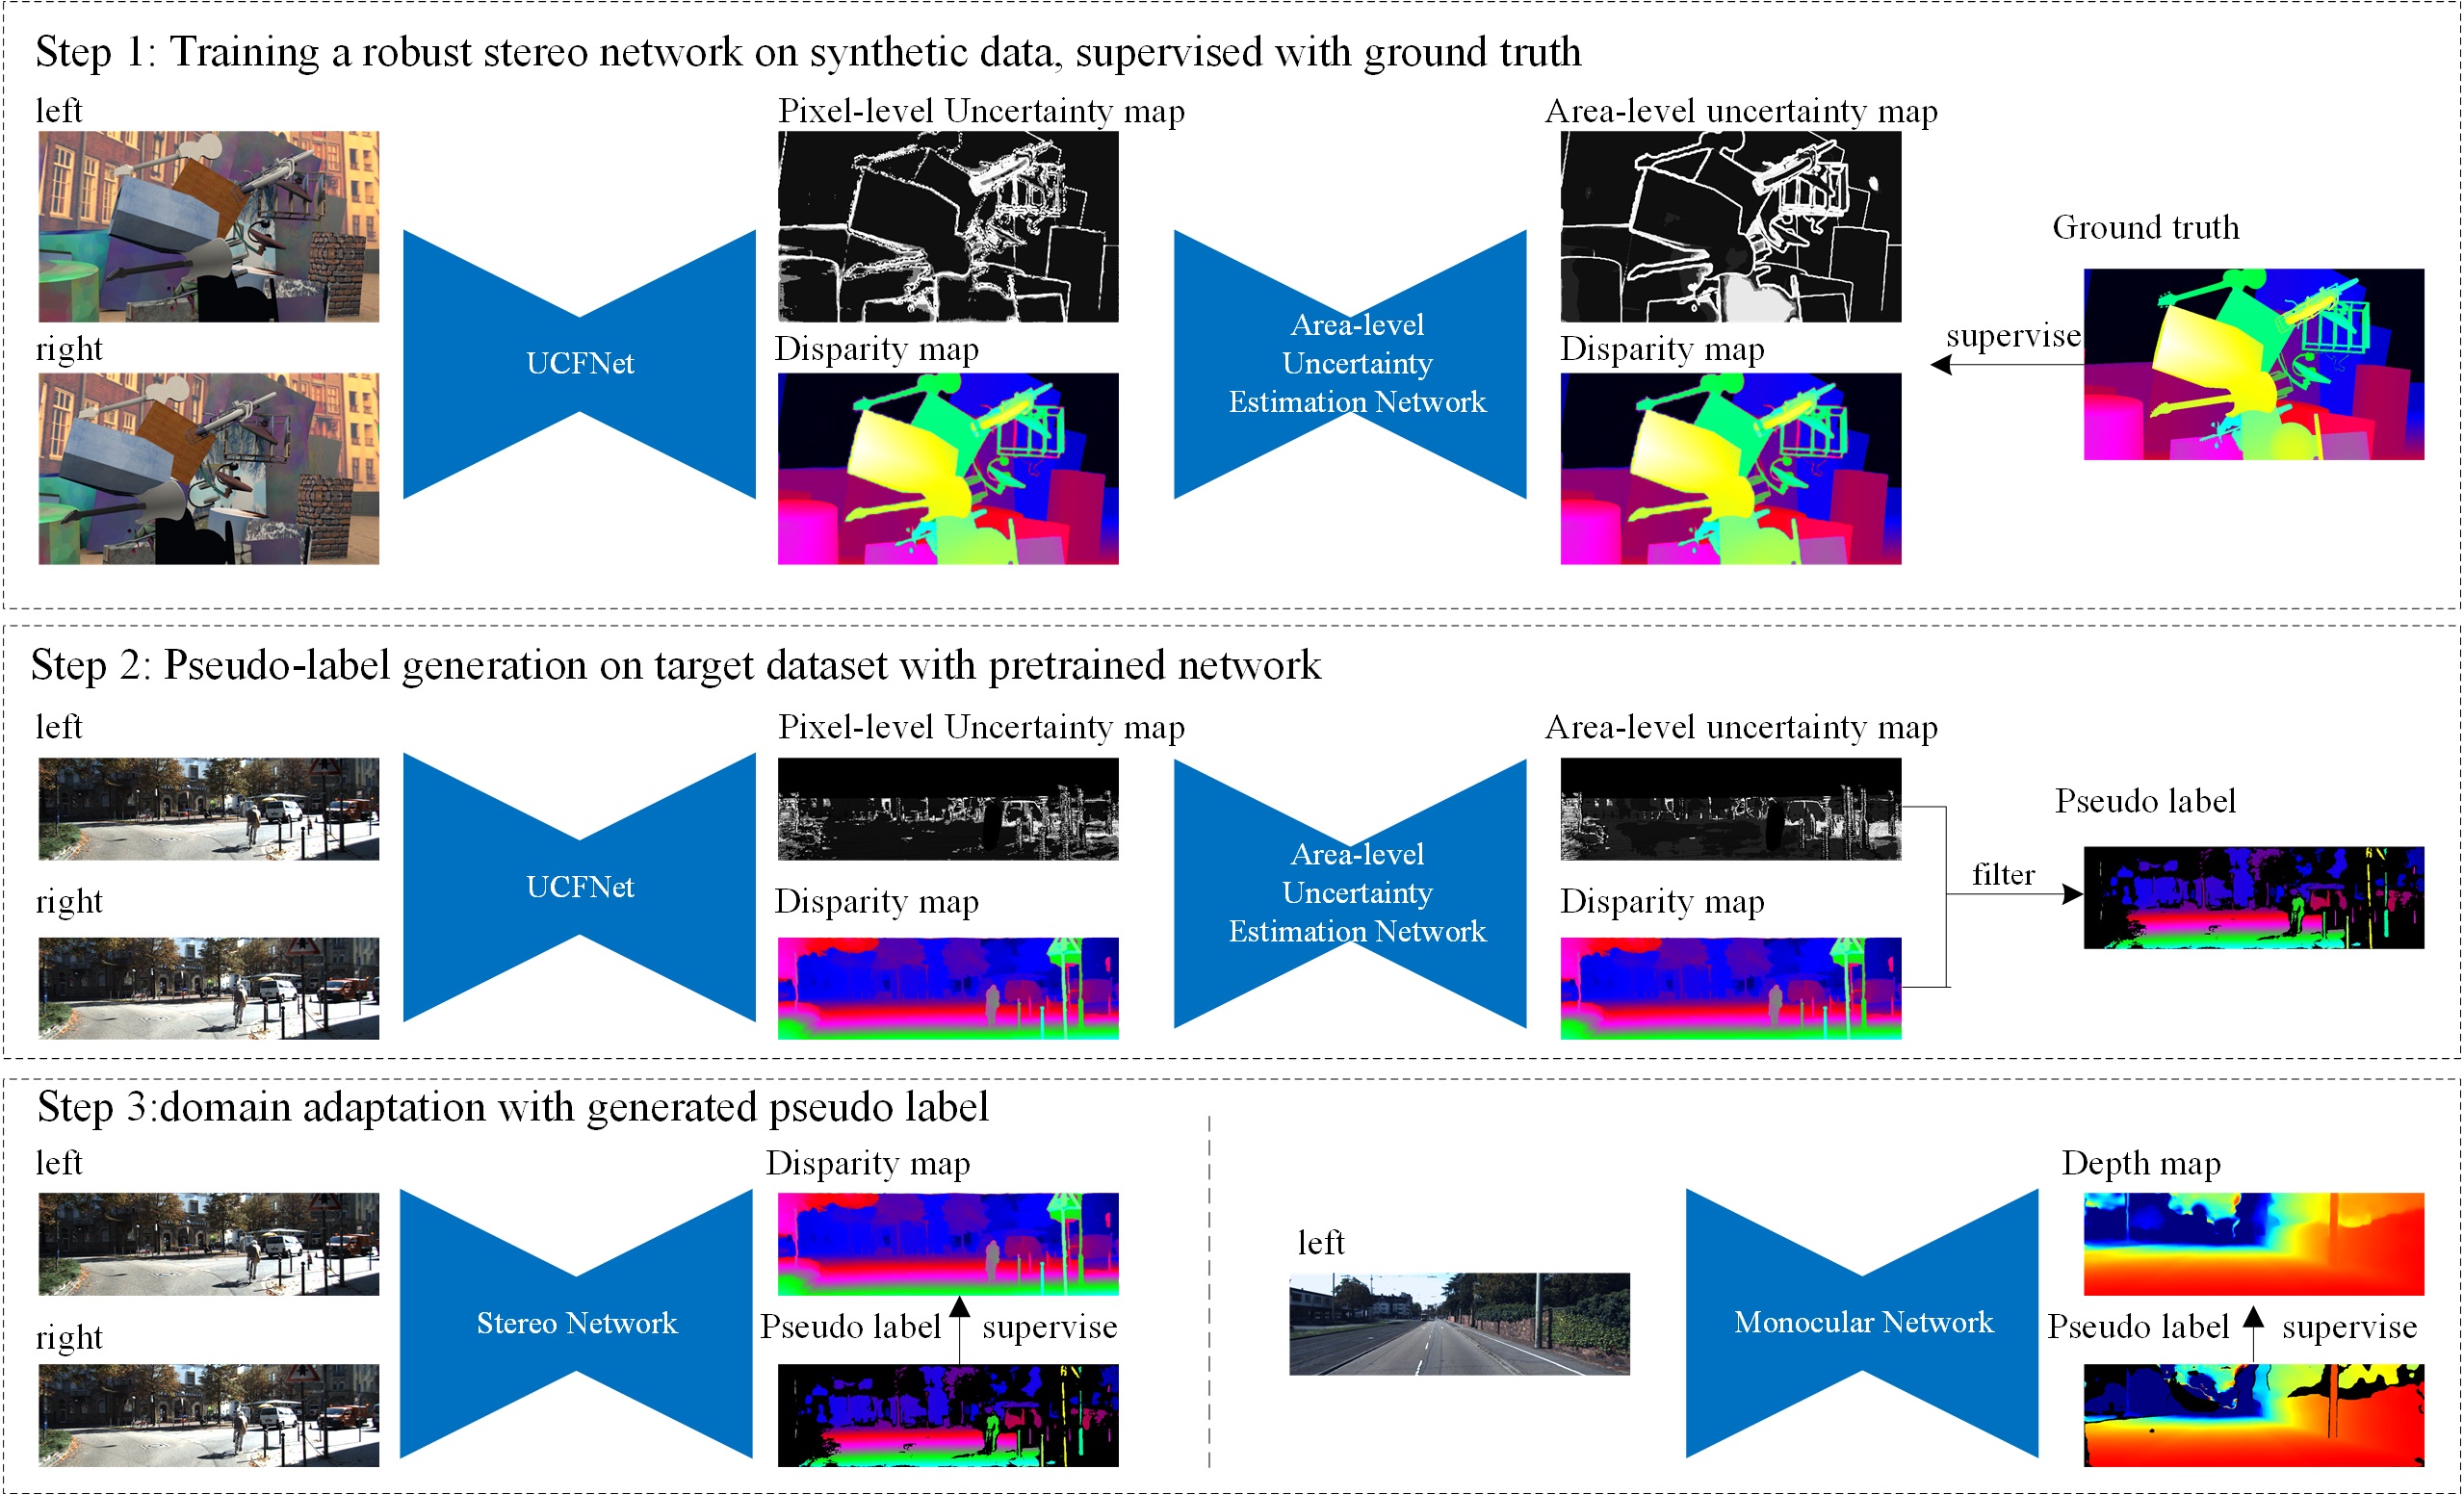 Step 1: Training a robust stereo network on synthetic data, supervised with ground truth
left
Pixel-level Uncertainty map
Area-level uncertainty map
Ground truth
right
UCFNet
Disparity map
Area-level
Uncertainty
Estimation Network
Disparity map
supervise
Step 2: Pseudo-label generation on target dataset with pretrained network
left
Pixel-level Uncertainty map
Area-level uncertainty map
Pseudo label
right
UCFNet
Disparity map
Area-level
Uncertainty
Estimation Network
Disparity map
filter
Step 3:domain adaptation with generated pseudo label
left
Disparity map
right
Stereo Network
Pseudo label
supervise
left
Monocular Network
Depth map
Pseudo label
supervise